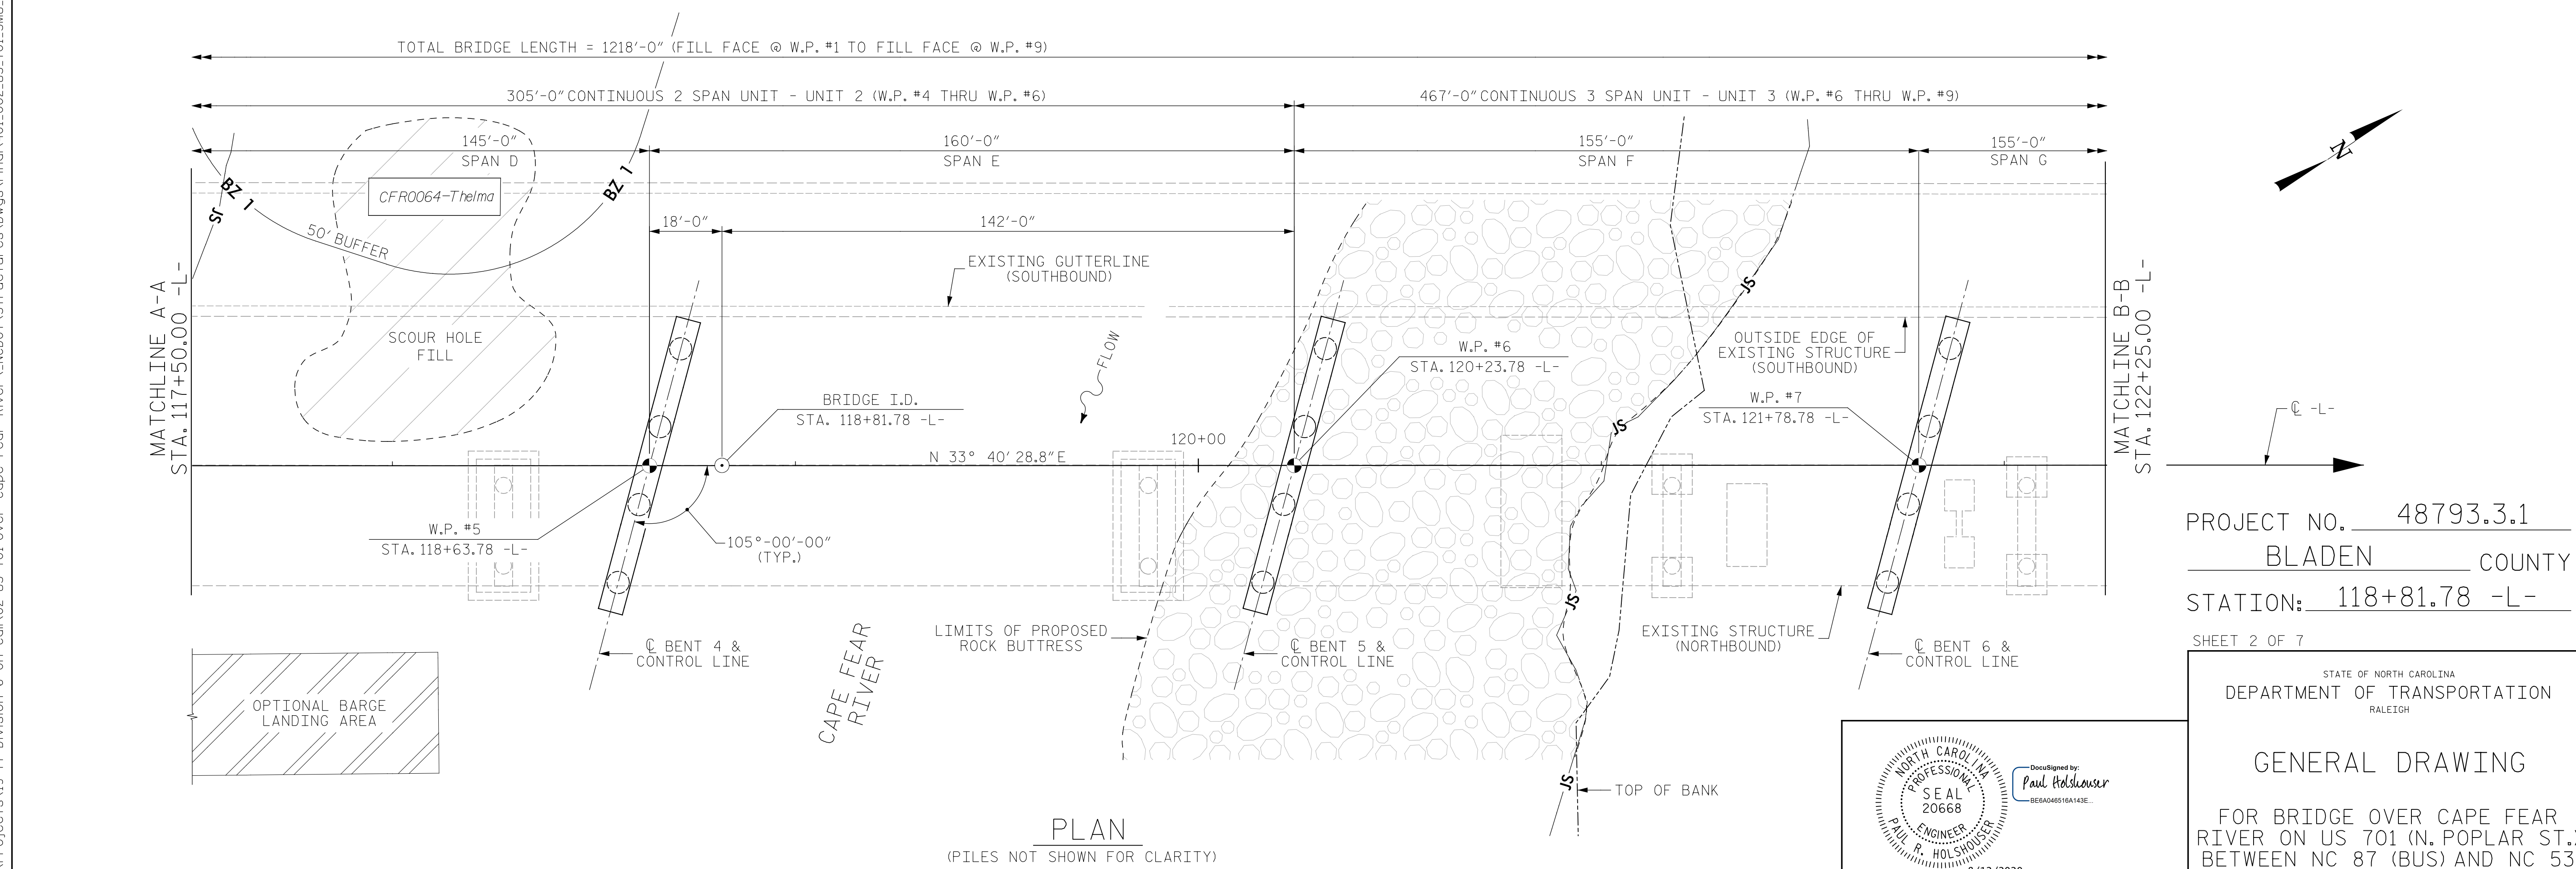 TOTAL BRIDGE LENGTH = 1218'-0" (FILL FACE @ W.P. #1 TO FILL FACE @ W.P. #9)
305'-0" CONTINUOUS 2 SPAN UNIT - UNIT 2 (W.P. #4 THRU W.P. #6)
467'-0" CONTINUOUS 3 SPAN UNIT - UNIT 3 (W.P. #6 THRU W.P. #9)
145'-0"
SPAN D
160'-0"
SPAN E
155'-0"
SPAN F
155'-0"
SPAN G
N
BZ 1
JS
BZ 1
CFR0064-Thelma
50' BUFFER
18'-0"
142'-0"
EXISTING GUTTERLINE
(SOUTHBOUND)
MATCHLINE A-A
STA. 117+50.00 -L-
SCOUR HOLE
FILL
FLOW
JS
OUTSIDE EDGE OF
EXISTING STRUCTURE
(SOUTHBOUND)
W.P. #6
STA. 120+23.78 -L-
BRIDGE I.D.
STA. 118+81.78 -L-
W.P. #7
STA. 121+78.78 -L-
MATCHLINE B-B
STA. 122+25.00 -L-
℄ -L-
JS
120+00
N 33° 40' 28.8" E
W.P. #5
STA. 118+63.78 -L-
105°-00'-00"
(TYP.)
JS
LIMITS OF PROPOSED
ROCK BUTTRESS
EXISTING STRUCTURE
(NORTHBOUND)
℄ BENT 4 &
CONTROL LINE
℄ BENT 5 &
CONTROL LINE
℄ BENT 6 &
CONTROL LINE
CAPE FEAR
RIVER
OPTIONAL BARGE
LANDING AREA
JS
TOP OF BANK
PLAN
(PILES NOT SHOWN FOR CLARITY)
PROJECT NO. 48793.3.1
BLADEN COUNTY
STATION: 118+81.78 -L-
SHEET 2 OF 7
STATE OF NORTH CAROLINA
DEPARTMENT OF TRANSPORTATION
RALEIGH
GENERAL DRAWING
FOR BRIDGE OVER CAPE FEAR
RIVER ON US 701 (N. POPLAR ST.)
BETWEEN NC 87 (BUS) AND NC 53
NORTH CAROLINA
PROFESSIONAL
SEAL
20668
ENGINEER
PAUL R. HOLSHOUSER
DocuSigned by:
Paul Holshouser
BE6A046516A143E...